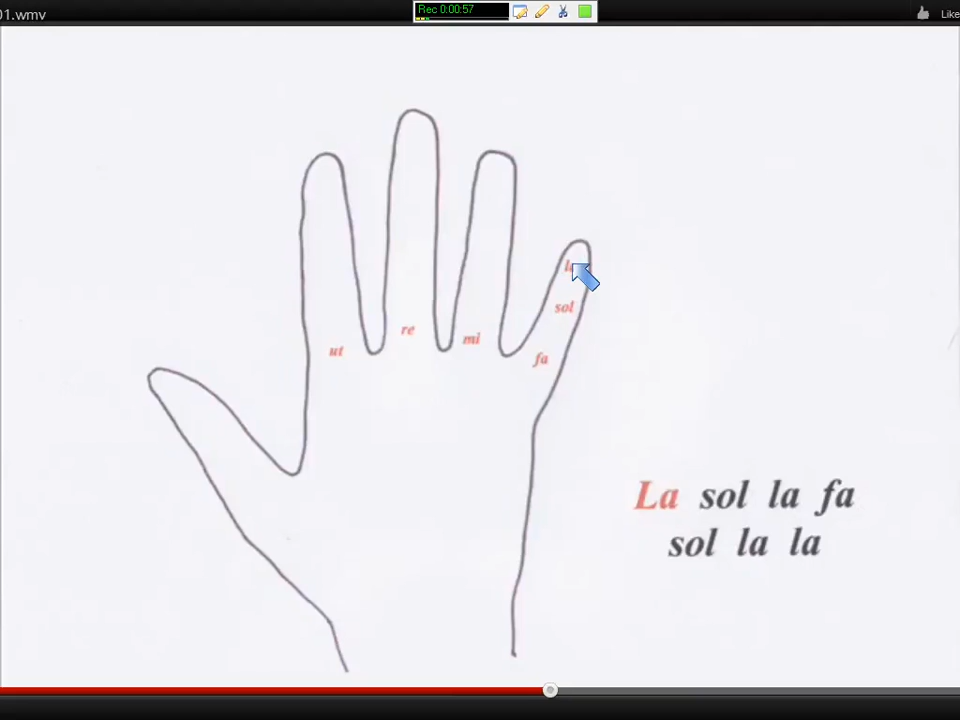 01.wmv
Rec 0:00:57
Like
la
sol
re
mi
ut
fa
La sol la fa
sol la la